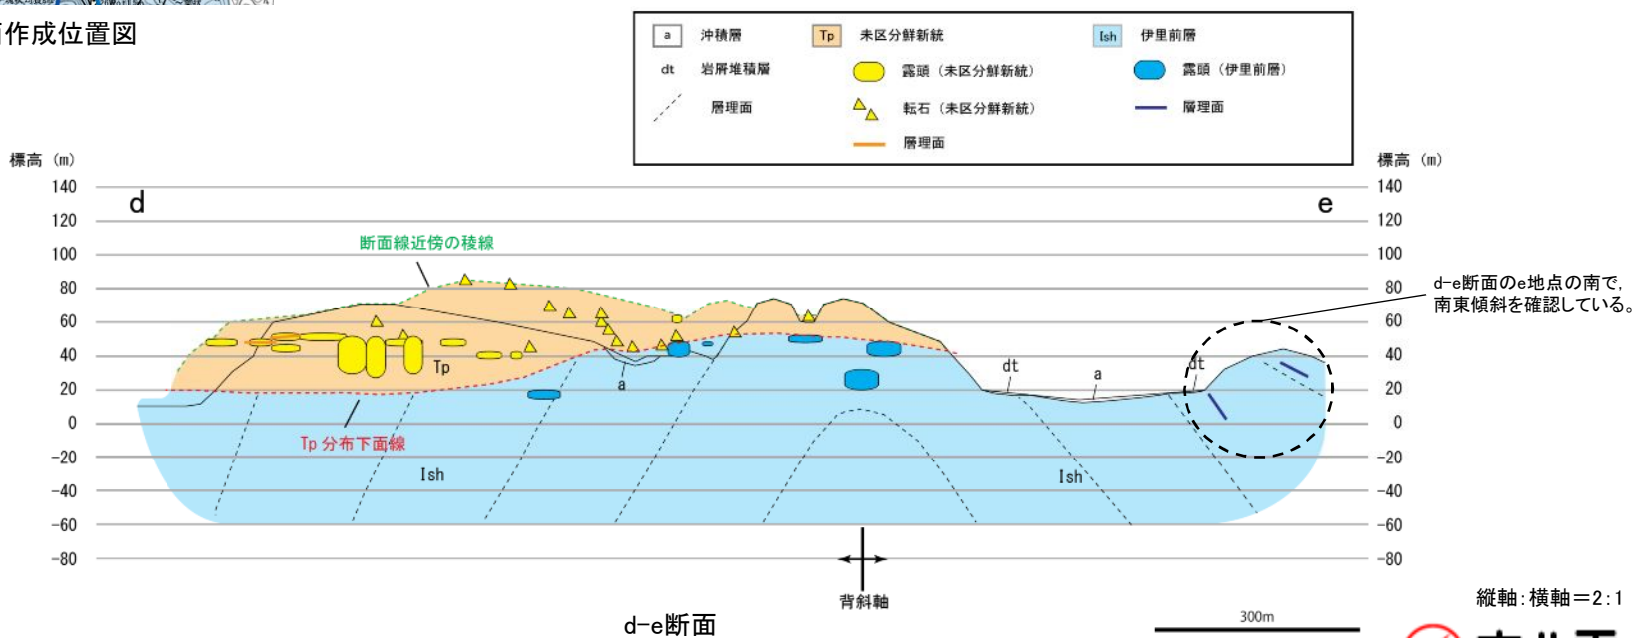 作成位置図
a 沖積層 Tp 未区分鮮新統 Ish 伊里前層
dt 岩屑堆積層 露頭（未区分鮮新統） 露頭（伊里前層）
層理面 転石（未区分鮮新統） 層理面
層理面
標高（m） 標高（m）
140 140
d e
120 120
断面線近傍の稜線
100 100
80 80
d-e断面のe地点の南で，
南東傾斜を確認している。
60 60
40 40
Tp dt dt
a a
20 20
0 0
Tp 分布下面線
-20 -20
Ish Ish
-40 -40
-60 -60
-80 -80
背斜軸
縦軸:横軸＝2:1
300m
d-e断面